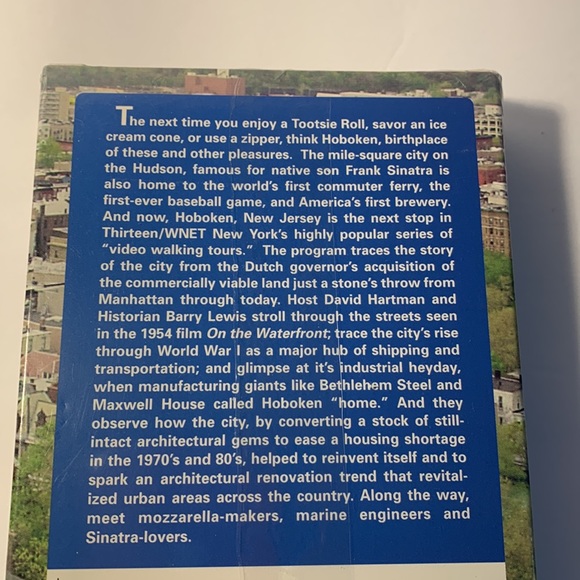 The next time you enjoy a Tootsie Roll, savor an ice
cream cone, or use a zipper, think Hoboken, birthplace
of these and other pleasures. The mile-square city on
the Hudson, famous for native son Frank Sinatra is
also home to the world's first commuter ferry, the
first-ever baseball game, and America's first brewery.
And now, Hoboken, New Jersey is the next stop in
Thirteen/WNET New York's highly popular series of
"video walking tours." The program traces the story
of the city from the Dutch governor's acquisition of
the commercially viable land just a stone's throw from
Manhattan through today. Host David Hartman and
Historian Barry Lewis stroll through the streets seen
in the 1954 film On the Waterfront; trace the city's rise
through World War I as a major hub of shipping and
transportation; and glimpse at it's industrial heyday,
when manufacturing giants like Bethlehem Steel and
Maxwell House called Hoboken "home." And they
observe how the city, by converting a stock of still-
intact architectural gems to ease a housing shortage
in the 1970's and 80's, helped to reinvent itself and to
spark an architectural renovation trend that revital-
ized urban areas across the country. Along the way,
meet mozzarella-makers, marine engineers and
Sinatra-lovers.